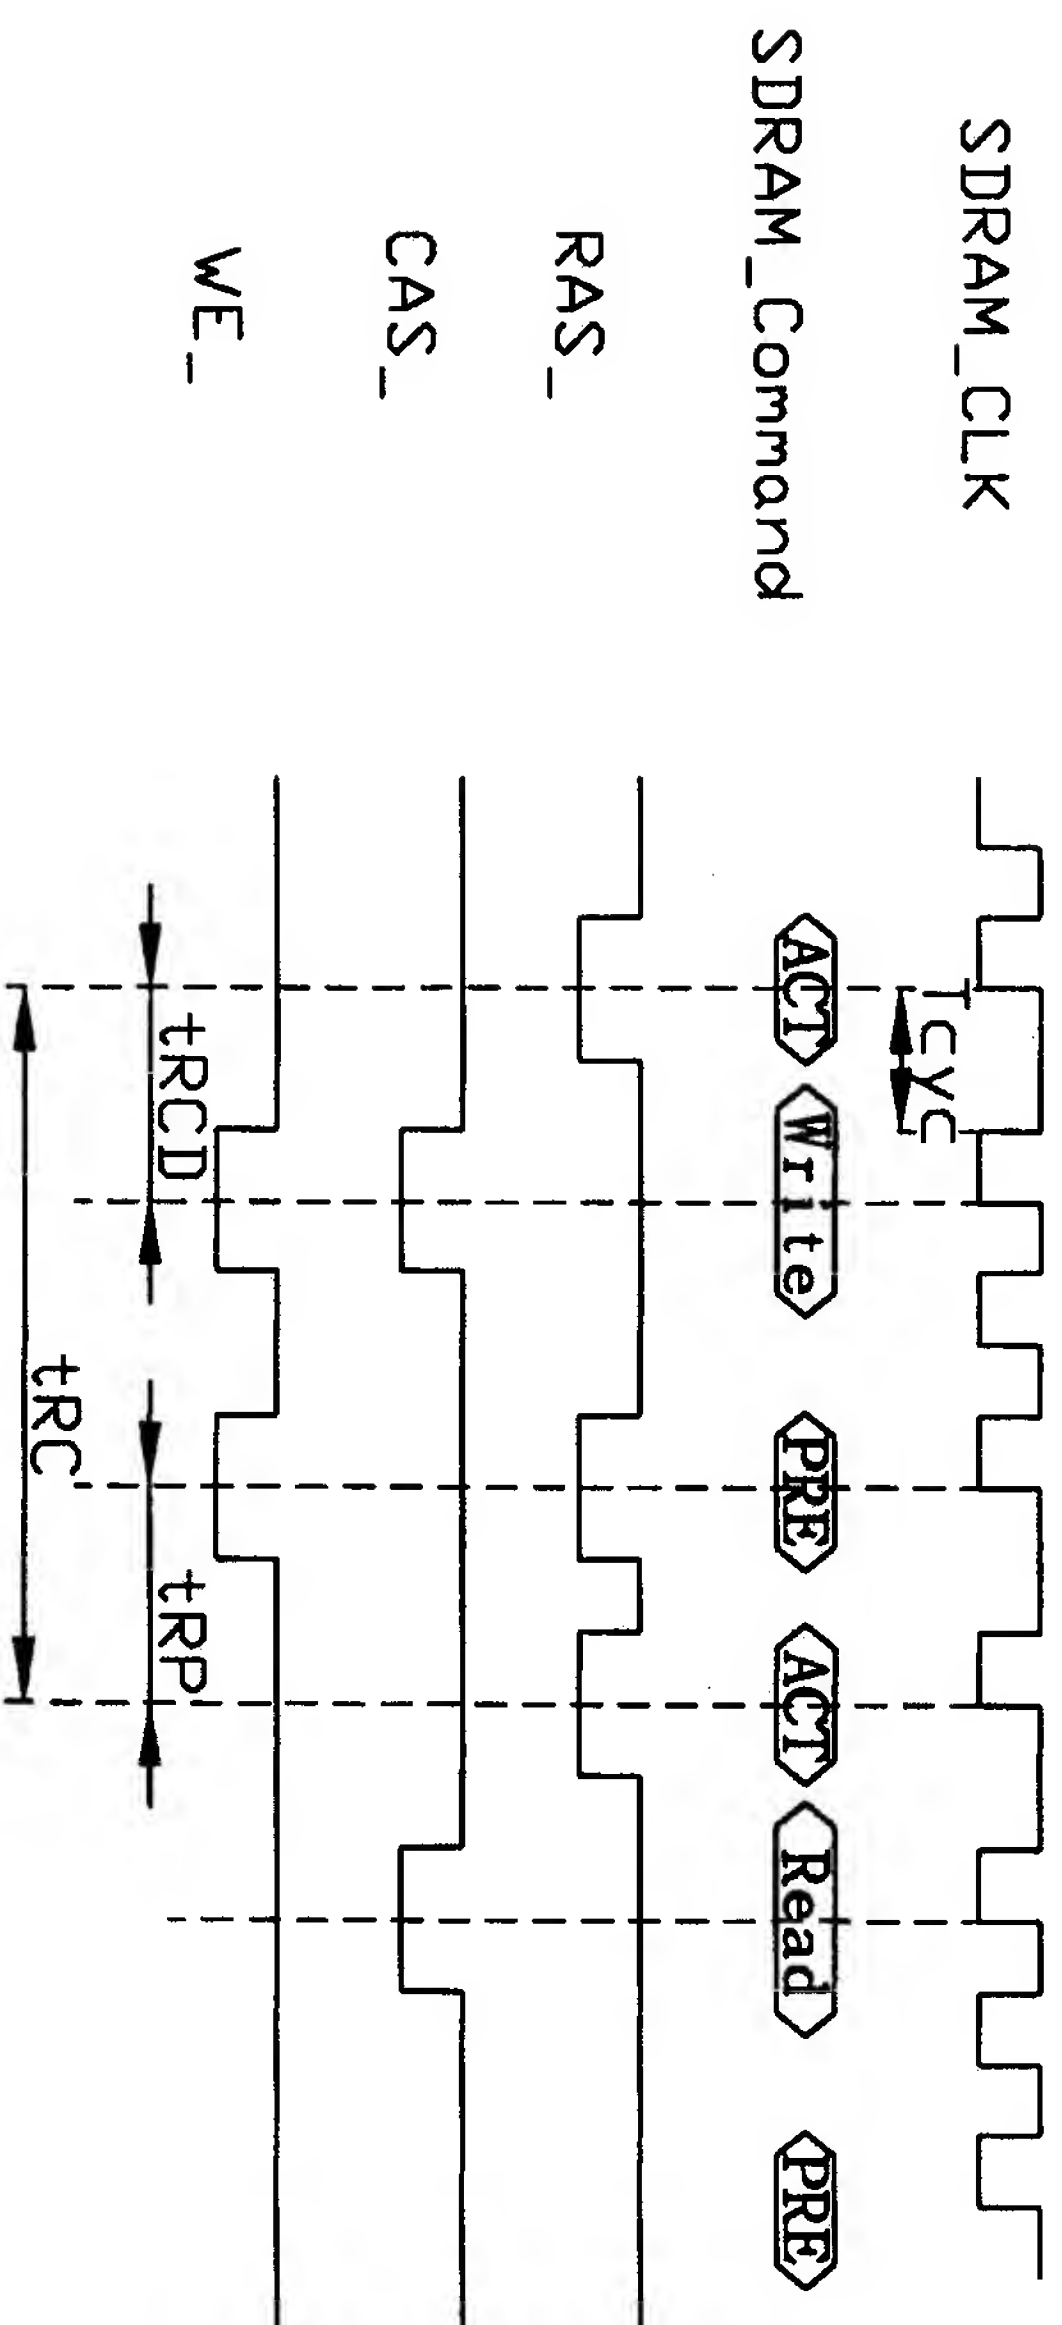 SDRAM_CLK
Tcyc
SDRAM_Command
ACT Write PRE ACT Read PRE
RAS_
CAS_
WE_
tRCD tRP
tRC